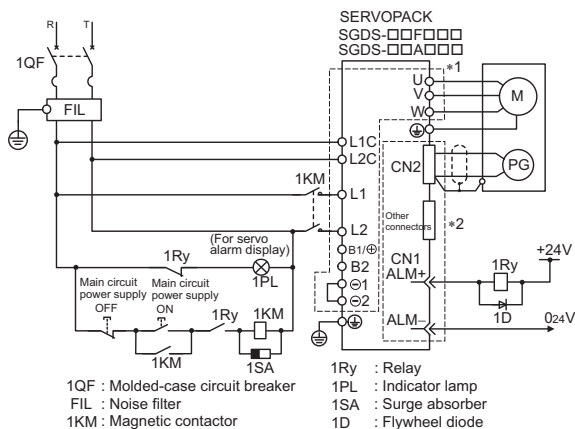 SERVOPACK
SGDS-□□F□□□
SGDS-□□A□□□
R T
1QF
FIL
*1
U
V
W
M
L1C
L2C
CN2
PG
1KM
L1
Other connectors
*2
L2
(For servo
alarm display)
B1/⊕
B2
CN1
ALM+
+24V
1Ry
1Ry
1PL
⊖1
⊖2
1D
Main circuit
power supply
OFF
Main circuit
power supply
ON
1Ry
1KM
1KM
1SA
ALM−
024V
1QF : Molded-case circuit breaker
FIL : Noise filter
1KM : Magnetic contactor
1Ry : Relay
1PL : Indicator lamp
1SA : Surge absorber
1D : Flywheel diode